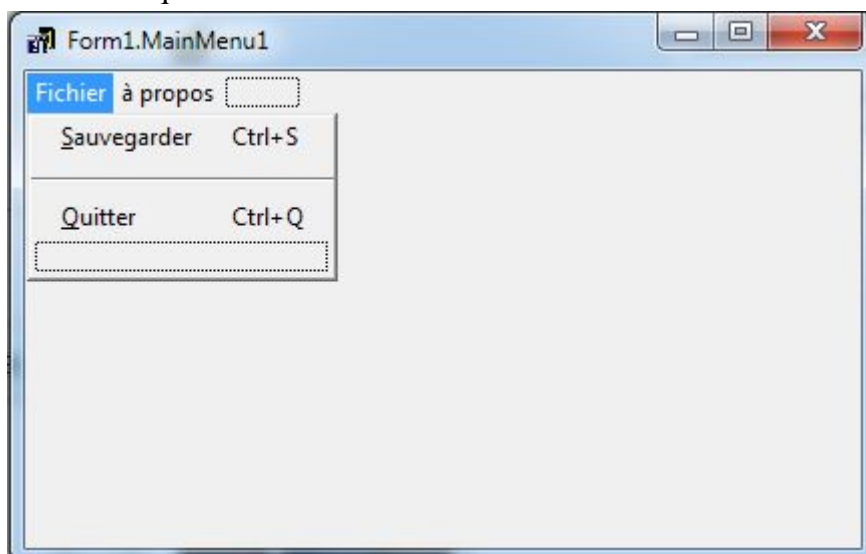 Form1.MainMenu1
Fichier à propos
Sauvegarder Ctrl+S
Quitter Ctrl+Q